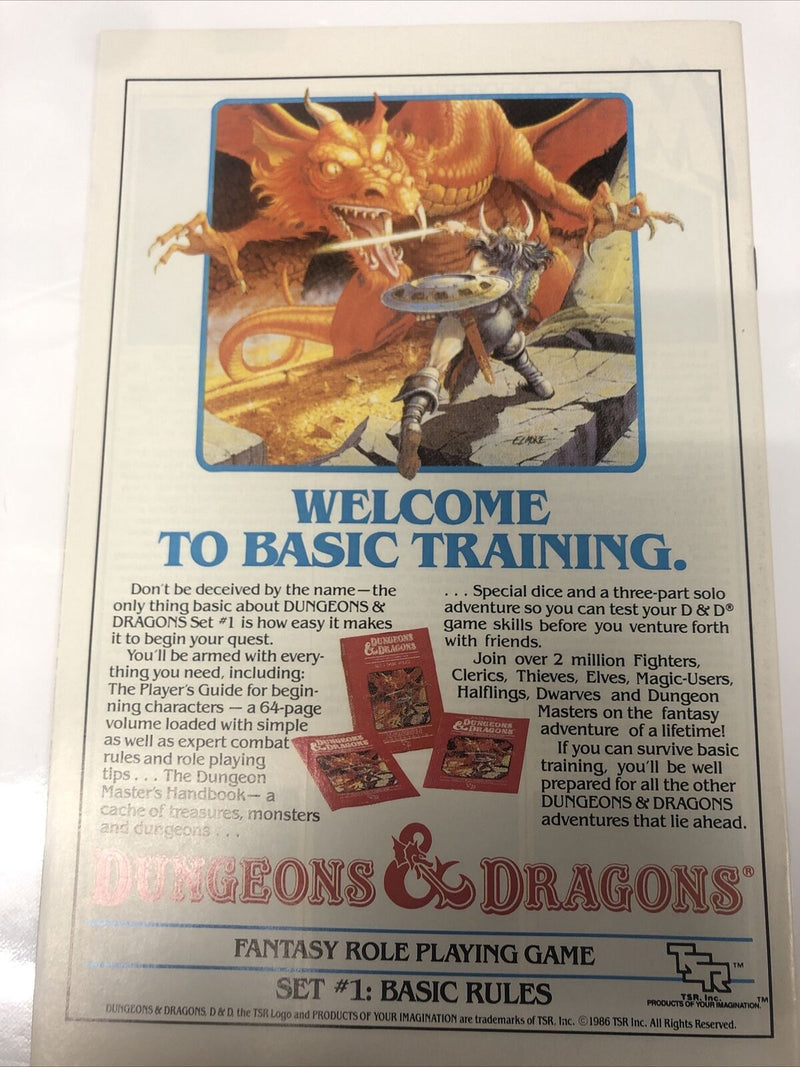 ELMORE
WELCOME
TO BASIC TRAINING.
Don't be deceived by the name—the
only thing basic about DUNGEONS &
DRAGONS Set #1 is how easy it makes
it to begin your quest.
You'll be armed with every-
thing you need, including:
The Player's Guide for begin-
ning characters — a 64-page
volume loaded with simple
as well as expert combat
rules and role playing
tips . . . The Dungeon
Master's Handbook— a
cache of treasures, monsters
and dungeons . . .
. . . Special dice and a three-part solo
adventure so you can test your D & D®
game skills before you venture forth
with friends.
Join over 2 million Fighters,
Clerics, Thieves, Elves, Magic-Users,
Halflings, Dwarves and Dungeon
Masters on the fantasy
adventure of a lifetime!
If you can survive basic
training, you'll be well
prepared for all the other
DUNGEONS & DRAGONS
adventures that lie ahead.
DUNGEONS
& DRAGONS
DUNGEONS
& DRAGONS
DUNGEONS
& DRAGONS
DUNGEONS & DRAGONS®
FANTASY ROLE PLAYING GAME
SET #1: BASIC RULES
TSR™
TSR, Inc.
PRODUCTS OF YOUR IMAGINATION.™
DUNGEONS & DRAGONS, D & D, the TSR Logo and PRODUCTS OF YOUR IMAGINATION are trademarks of TSR, Inc. ©1986 TSR Inc. All Rights Reserved.